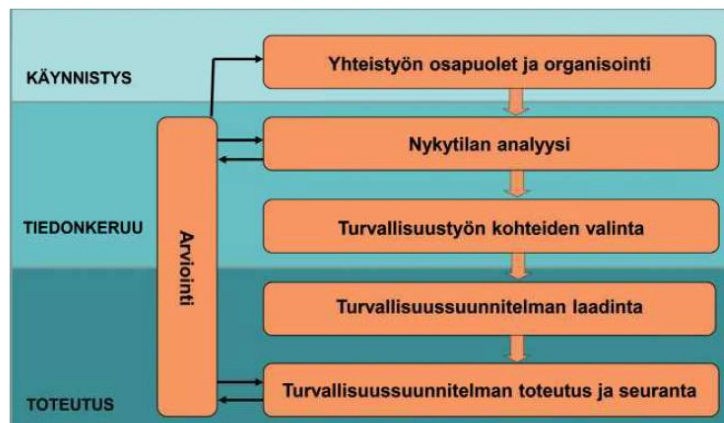 KÄYNNISTYS
Yhteistyön osapuolet ja organisointi
Nykytilan analyysi
TIEDONKERUU
Turvallisuustyön kohteiden valinta
Arviointi
Turvallisuussuunnitelman laadinta
Turvallisuussuunnitelman toteutus ja seuranta
TOTEUTUS